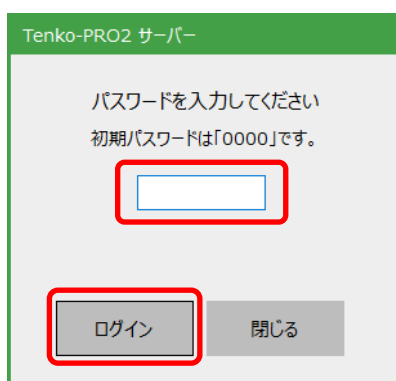 Tenko-PRO2 サーバー
パスワードを入力してください
初期パスワードは「0000」です。
ログイン
閉じる